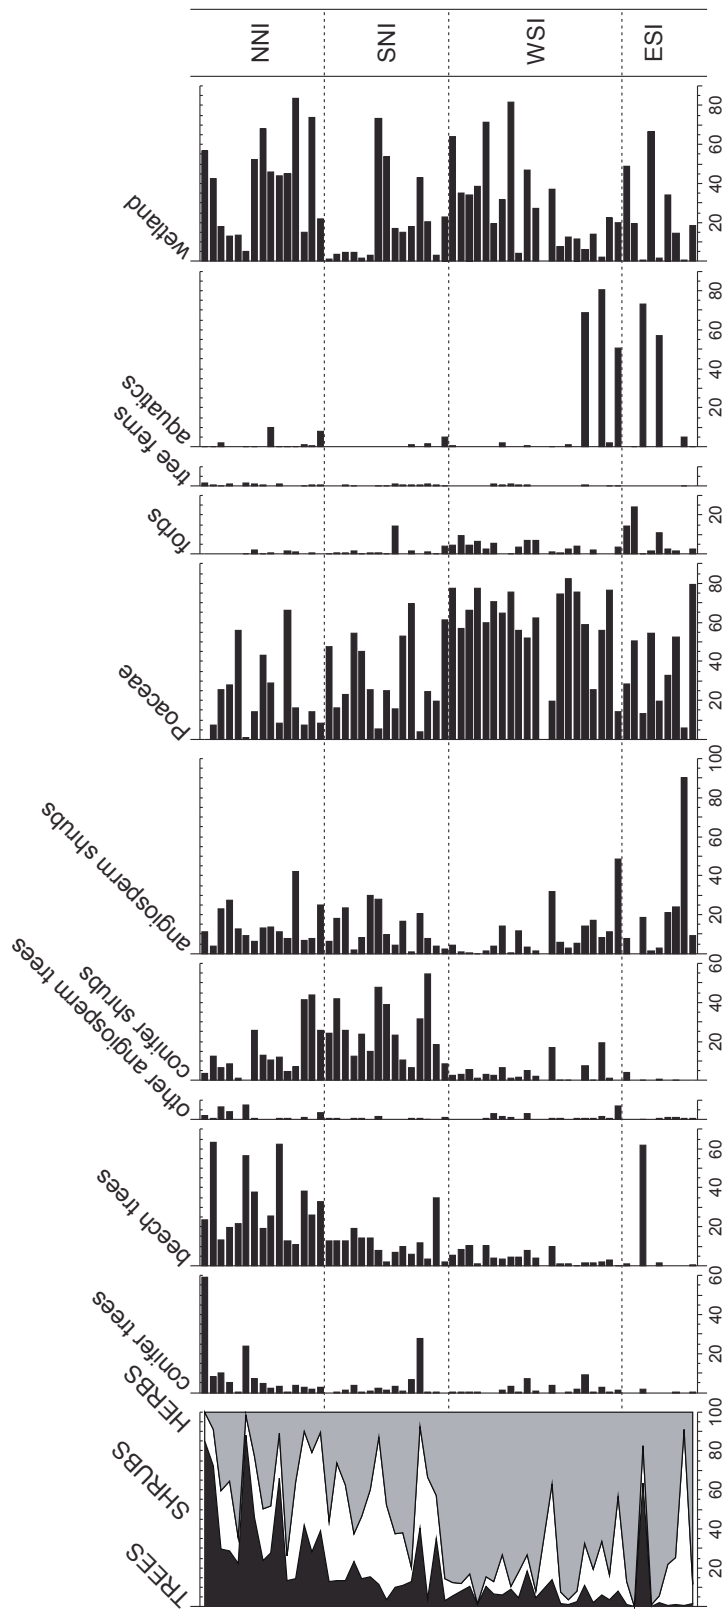 TREES
SHRUBS
HERBS
conifer trees
beech trees
other angiosperm trees
conifer shrubs
angiosperm shrubs
Poaceae
forbs
tree ferns
aquatics
wetland
NNI
SNI
WSI
ESI
20 40 60 80 100
20 40 60
20 40 60
20 40 60
20 40 60 80 100
20 40 60 80
20
20 40 60 80
20 40 60 80